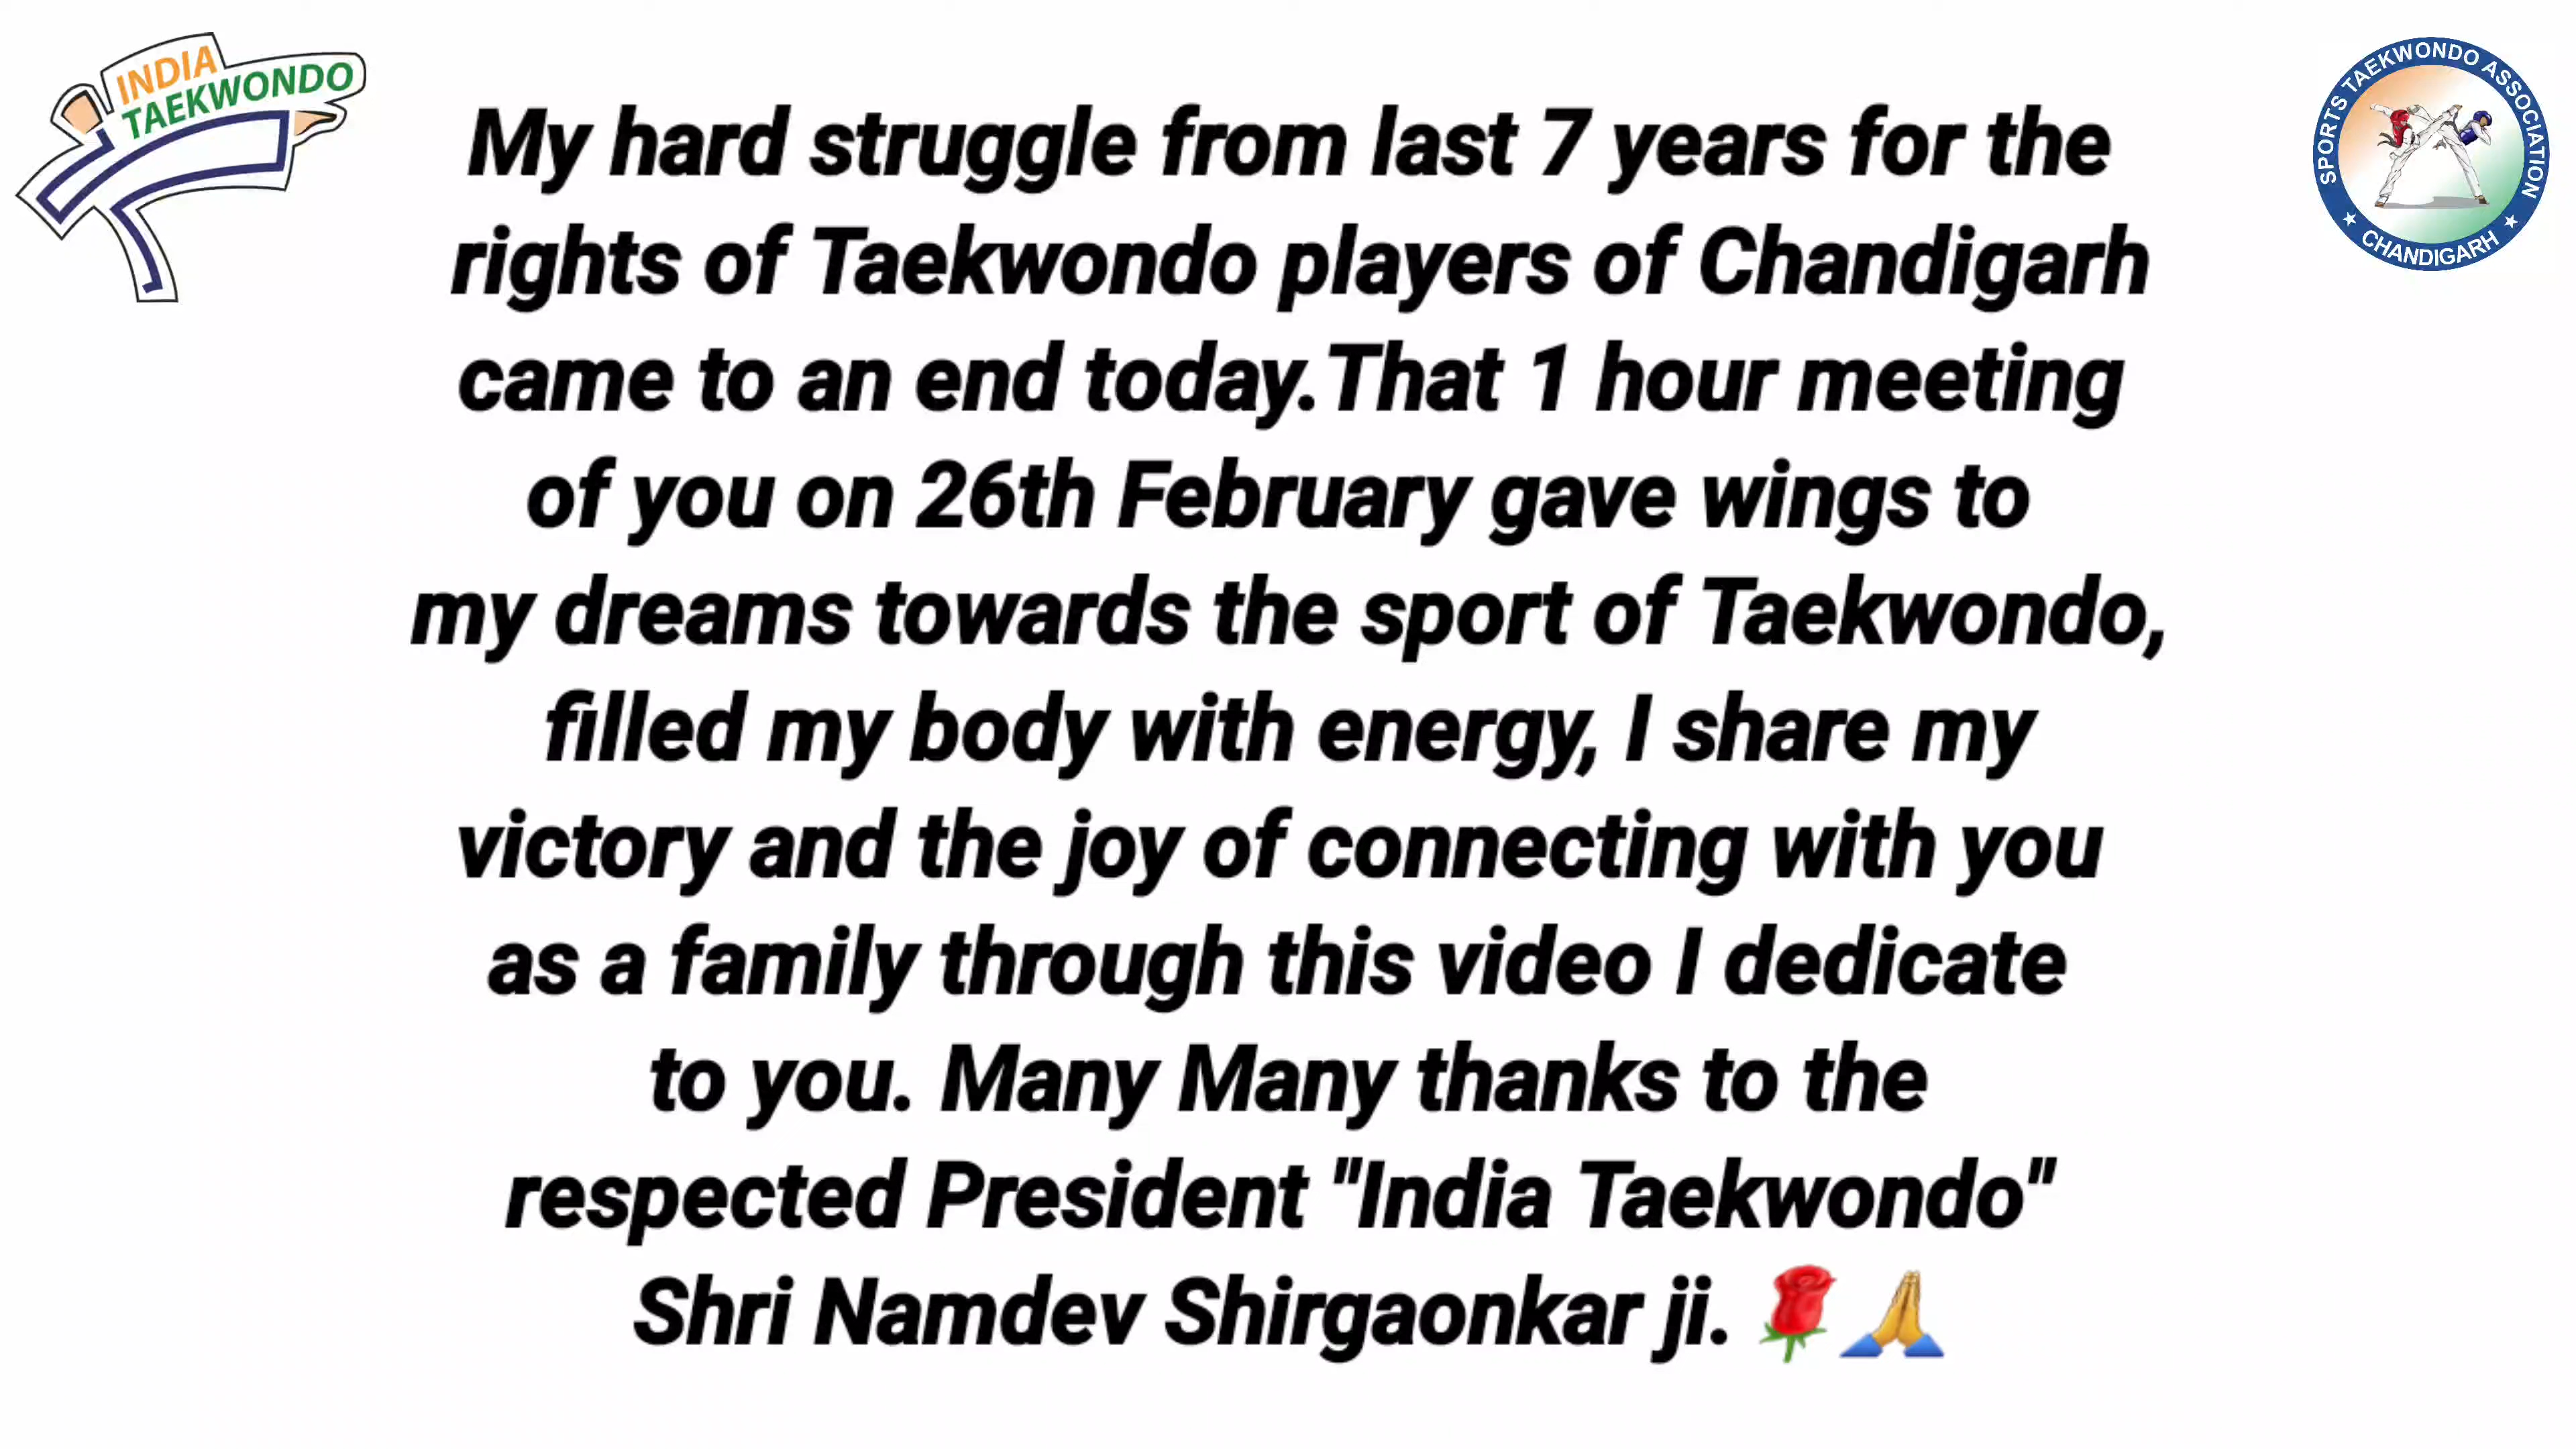 INDIA
TAEKWONDO
SPORTS TAEKWONDO ASSOCIATION
★ CHANDIGARH ★
My hard struggle from last 7 years for the
rights of Taekwondo players of Chandigarh
came to an end today.That 1 hour meeting
of you on 26th February gave wings to
my dreams towards the sport of Taekwondo,
filled my body with energy, I share my
victory and the joy of connecting with you
as a family through this video I dedicate
to you. Many Many thanks to the
respected President "India Taekwondo"
Shri Namdev Shirgaonkar ji. 🌹🙏